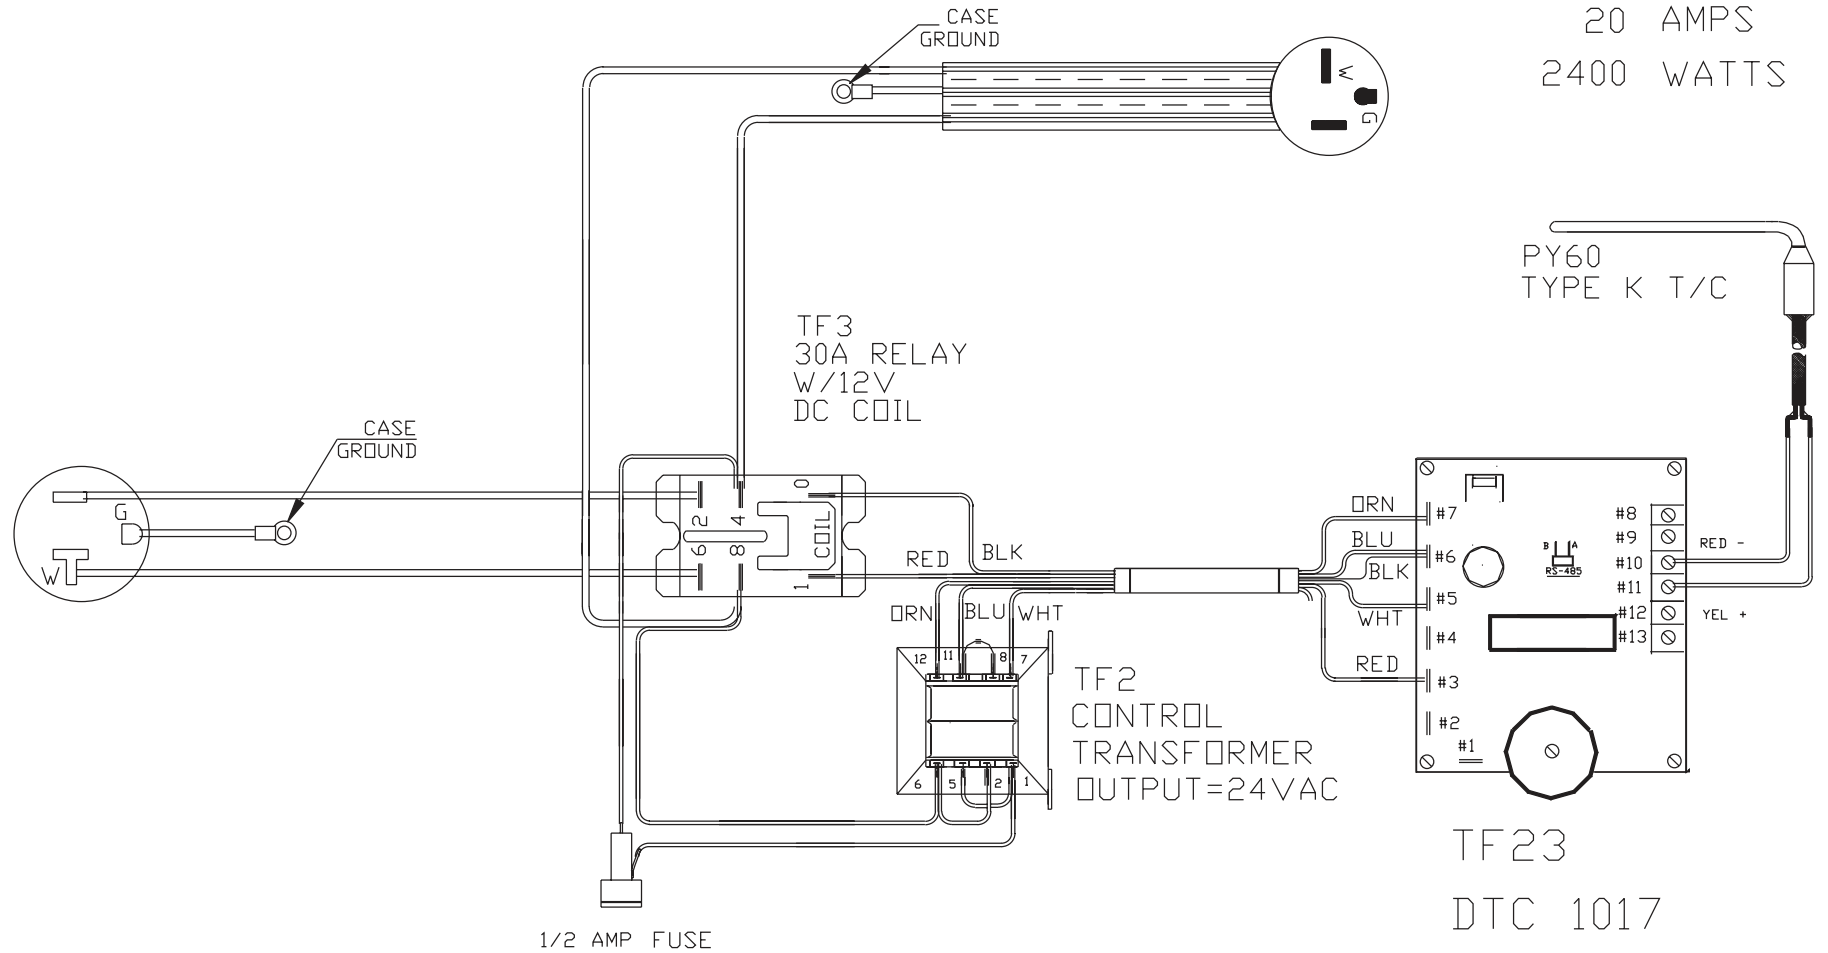 CASE
GROUND
20 AMPS
2400 WATTS
W
G
PY60
TYPE K T/C
TF3
30A RELAY
W/12V
DC COIL
CASE
GROUND
G
W
2
4
6
8
0
1
COIL
RED
BLK
ORN
BLU
WHT
ORN
BLU
BLK
WHT
RED
#7
#6
#5
#4
#3
#2
#1
B A
RS-485
#8
#9
#10
#11
#12
#13
RED -
YEL +
12
11
8
7
6
5
2
1
TF2
CONTROL
TRANSFORMER
OUTPUT=24VAC
TF23
DTC 1017
1/2 AMP FUSE